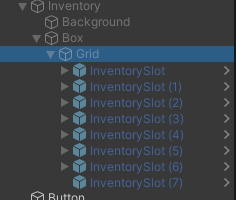 Inventory
Background
Box
Grid
InventorySlot
InventorySlot (1)
InventorySlot (2)
InventorySlot (3)
InventorySlot (4)
InventorySlot (5)
InventorySlot (6)
InventorySlot (7)
Button